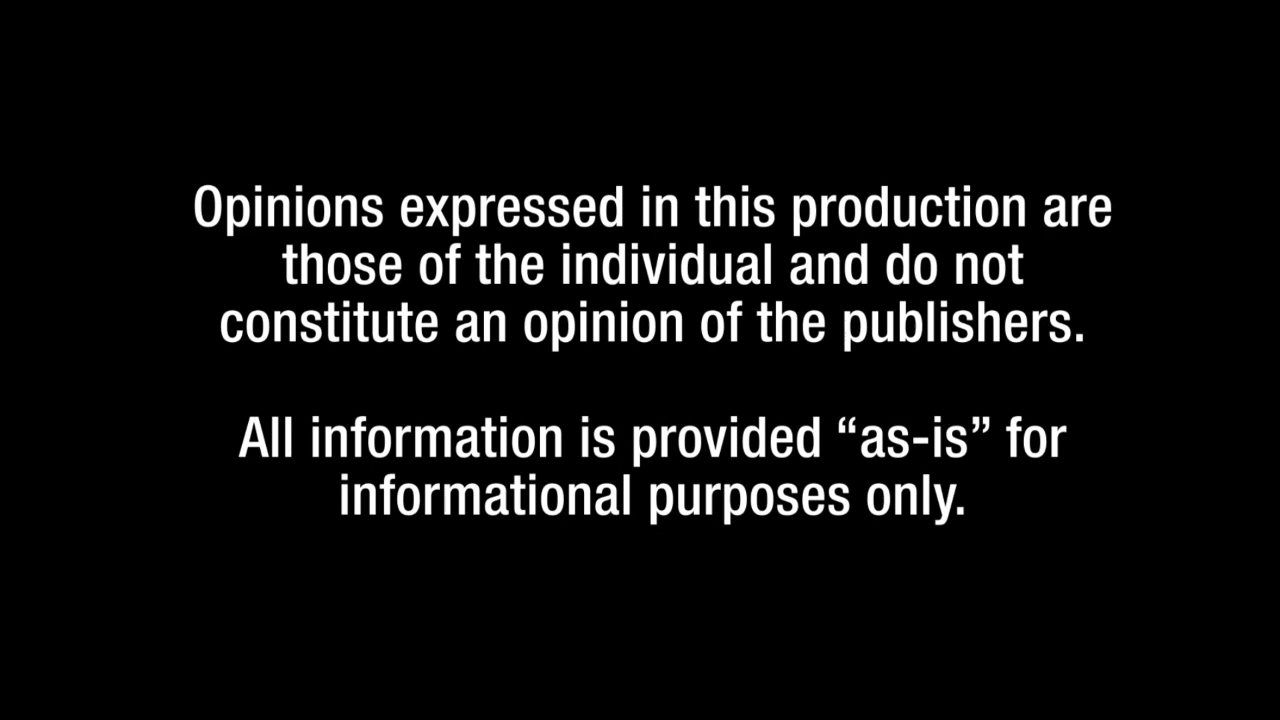 Opinions expressed in this production are
those of the individual and do not
constitute an opinion of the publishers.
All information is provided “as-is” for
informational purposes only.